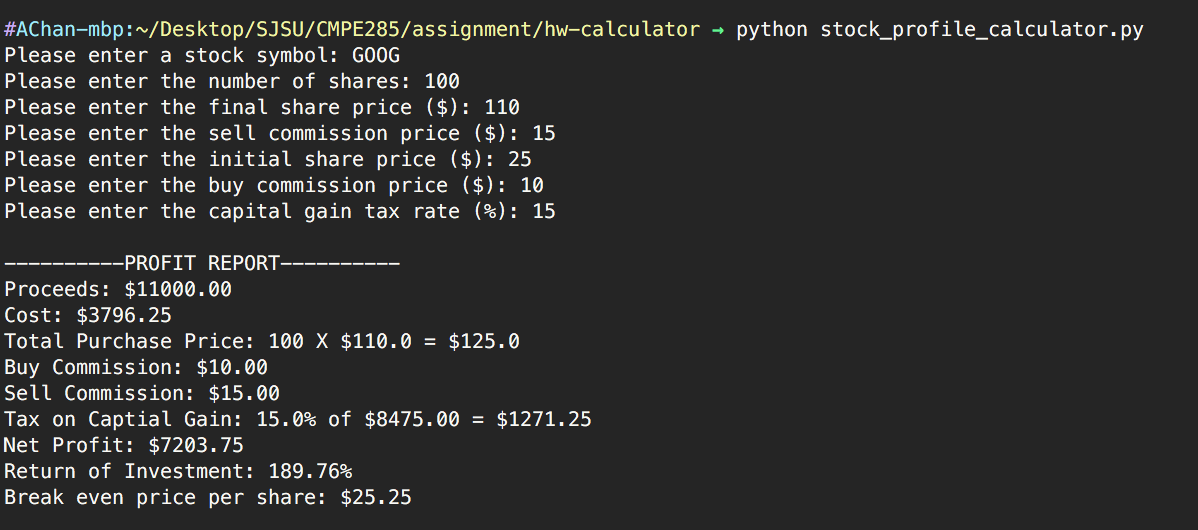 #AChan-mbp:~/Desktop/SJSU/CMPE285/assignment/hw-calculator → python stock_profile_calculator.py
Please enter a stock symbol: GOOG
Please enter the number of shares: 100
Please enter the final share price ($): 110
Please enter the sell commission price ($): 15
Please enter the initial share price ($): 25
Please enter the buy commission price ($): 10
Please enter the capital gain tax rate (%): 15
----------PROFIT REPORT----------
Proceeds: $11000.00
Cost: $3796.25
Total Purchase Price: 100 X $110.0 = $125.0
Buy Commission: $10.00
Sell Commission: $15.00
Tax on Captial Gain: 15.0% of $8475.00 = $1271.25
Net Profit: $7203.75
Return of Investment: 189.76%
Break even price per share: $25.25